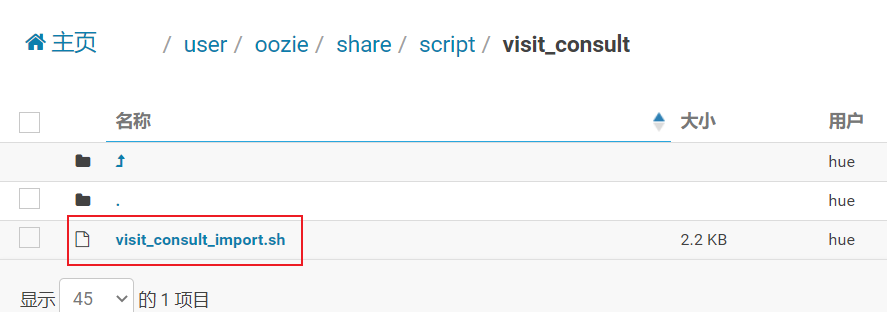 主页 / user / oozie / share / script / visit_consult
名称 大小 用户
hue
. hue
visit_consult_import.sh 2.2 KB hue
显示 45 的 1 项目